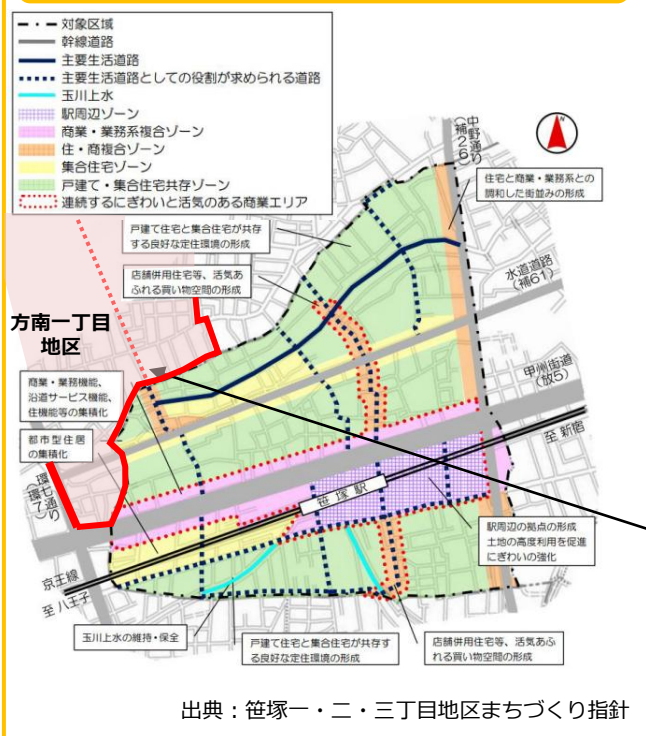 対象区域
幹線道路
主要生活道路
主要生活道路としての役割が求められる道路
玉川上水
駅周辺ゾーン
商業・業務系複合ゾーン
住・商複合ゾーン
集合住宅ゾーン
戸建て・集合住宅共存ゾーン
連続するにぎわいと活気のある商業エリア
中野通り
(補26)
住宅と商業・業務系との
調和した街並みの形成
戸建て住宅と集合住宅が共存
する良好な定住環境の形成
店舗併用住宅等、活気あ
ふれる買い物空間の形成
水道道路
(補61)
方南一丁目
地区
甲州街道
(放5)
商業・業務機能、
沿道サービス機能、
住機能等の集積化
至 新宿
都市型住居
の集積化
環七通り
(環7)
笹塚駅
駅周辺の拠点の形成
土地の高度利用を促進
にぎわいの強化
京王線
至 八王子
玉川上水の維持・保全
戸建て住宅と集合住宅が共存す
る良好な定住環境の形成
店舗併用住宅等、活気あふ
れる買い物空間の形成
出典：笹塚一・二・三丁目地区まちづくり指針